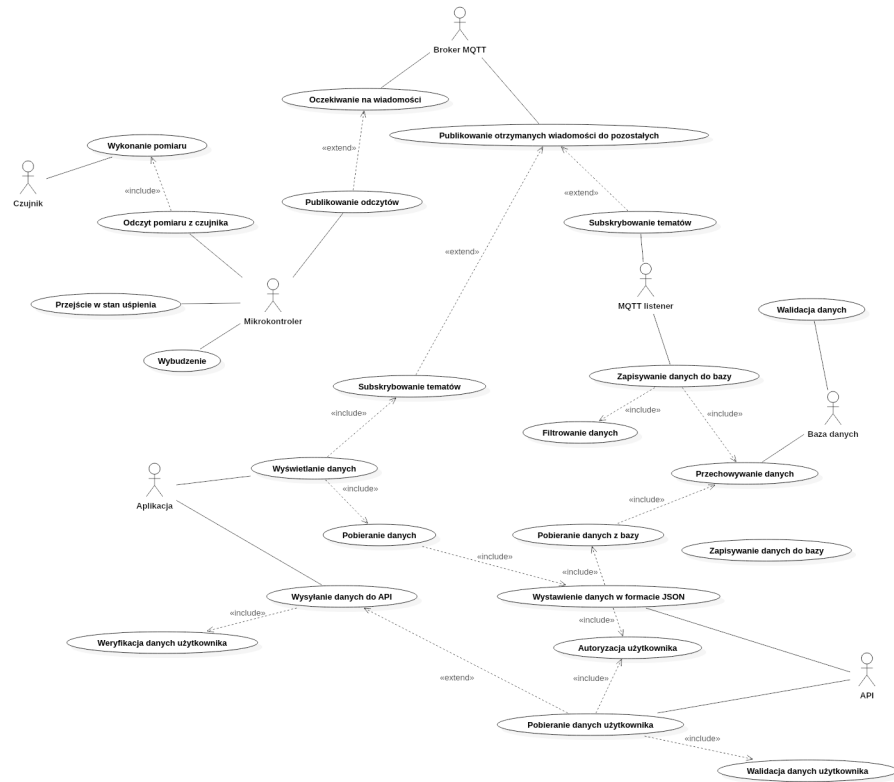 Broker MQTT
Oczekiwanie na wiadomości
Publikowanie otrzymanych wiadomości do pozostałych
Wykonanie pomiaru
«extend»
Czujnik
«include»
«extend»
Publikowanie odczytów
Odczyt pomiaru z czujnika
Subskrybowanie tematów
«extend»
Przejście w stan uśpienia
Mikrokontroler
MQTT listener
Walidacja danych
Wybudzenie
Subskrybowanie tematów
Zapisywanie danych do bazy
«include»
«include»
«include»
Filtrowanie danych
Baza danych
Wyświetlanie danych
Przechowywanie danych
«include»
«include»
Aplikacja
Pobieranie danych
Pobieranie danych z bazy
Zapisywanie danych do bazy
«include»
«include»
Wysyłanie danych do API
Wystawienie danych w formacie JSON
«include»
«include»
Weryfikacja danych użytkownika
Autoryzacja użytkownika
«extend»
«include»
API
Pobieranie danych użytkownika
«include»
Walidacja danych użytkownika